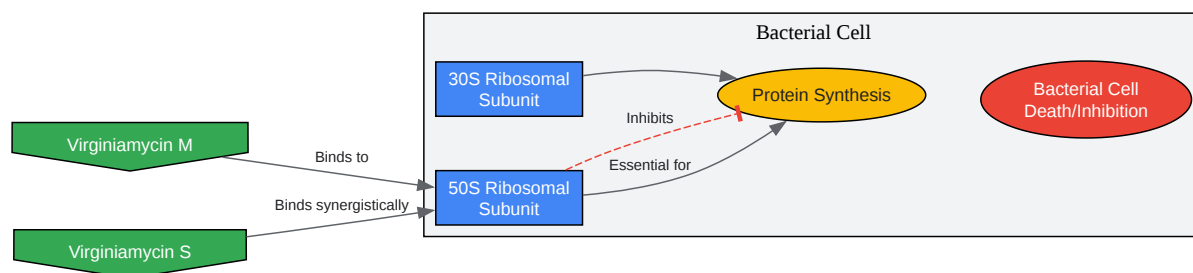 Bacterial Cell
30S Ribosomal
Subunit
Protein Synthesis
Bacterial Cell
Death/Inhibition
Inhibits
Virginiamycin M
Binds to
Essential for
50S Ribosomal
Subunit
Binds synergistically
Virginiamycin S